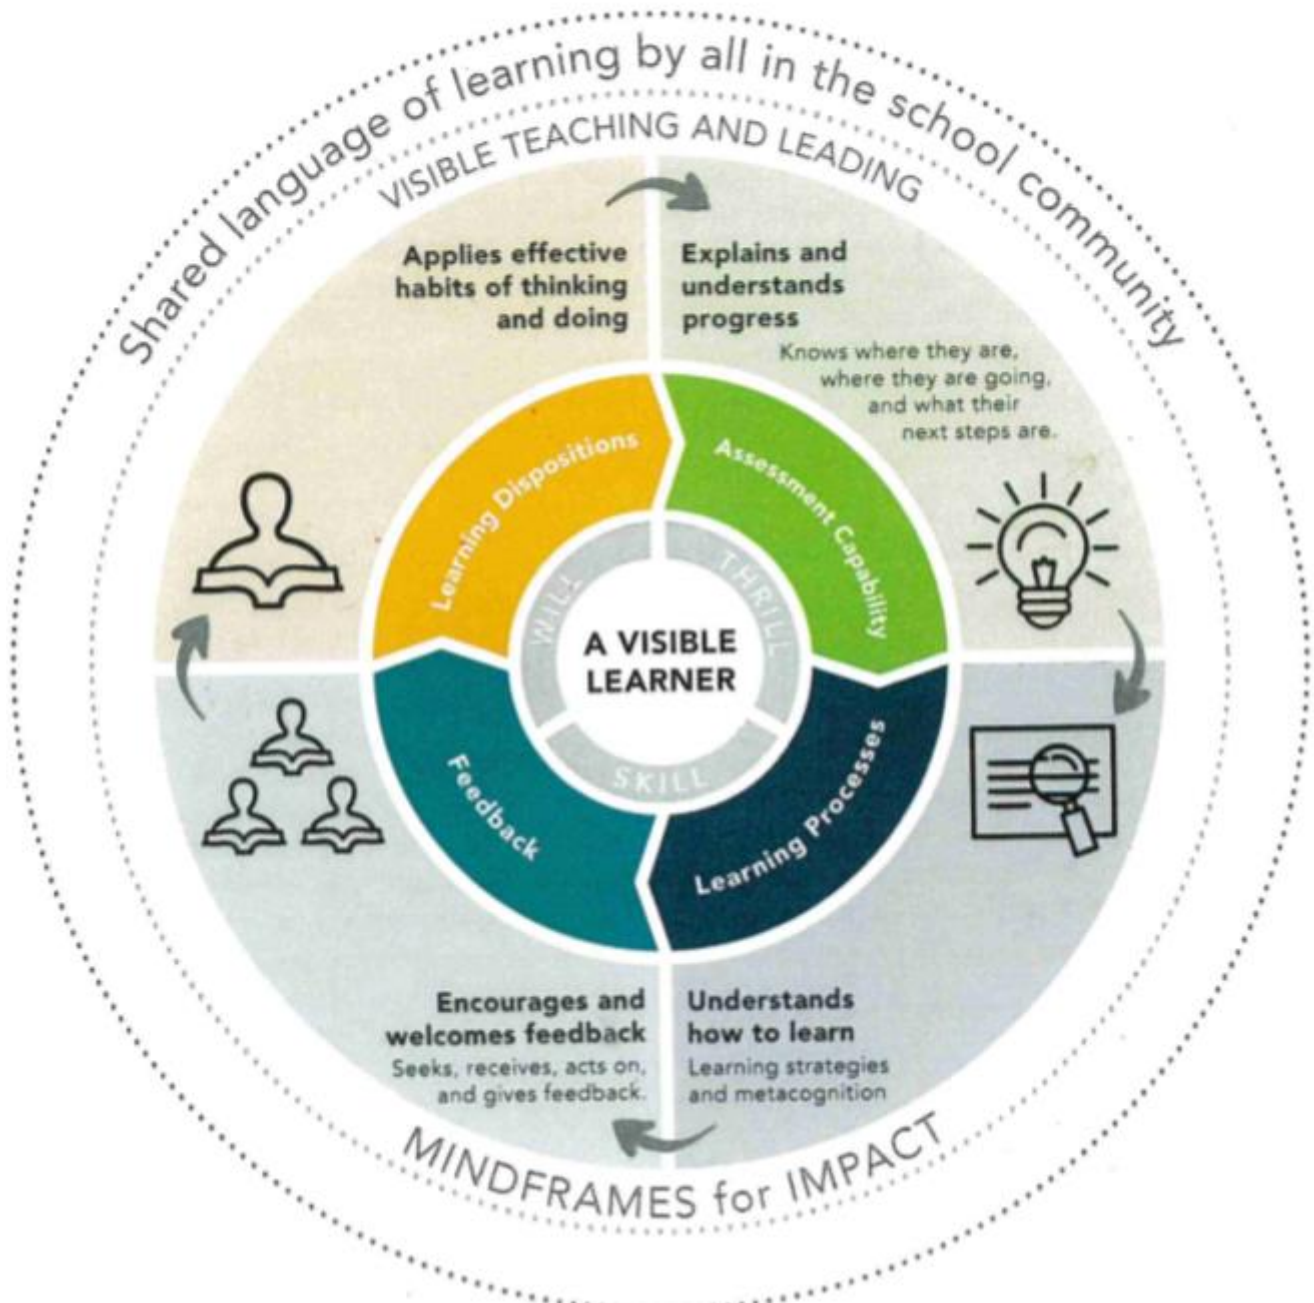 Shared language of learning by all in the school community
VISIBLE TEACHING AND LEADING
Applies effective
habits of thinking
and doing
Explains and
understands
progress
Knows where they are,
where they are going,
and what their
next steps are.
Learning Dispositions
Assessment Capability
WILL
THRILL
A VISIBLE
LEARNER
SKILL
Feedback
Learning Processes
Encourages and
welcomes feedback
Seeks, receives, acts on,
and gives feedback.
Understands
how to learn
Learning strategies
and metacognition
MINDFRAMES for IMPACT